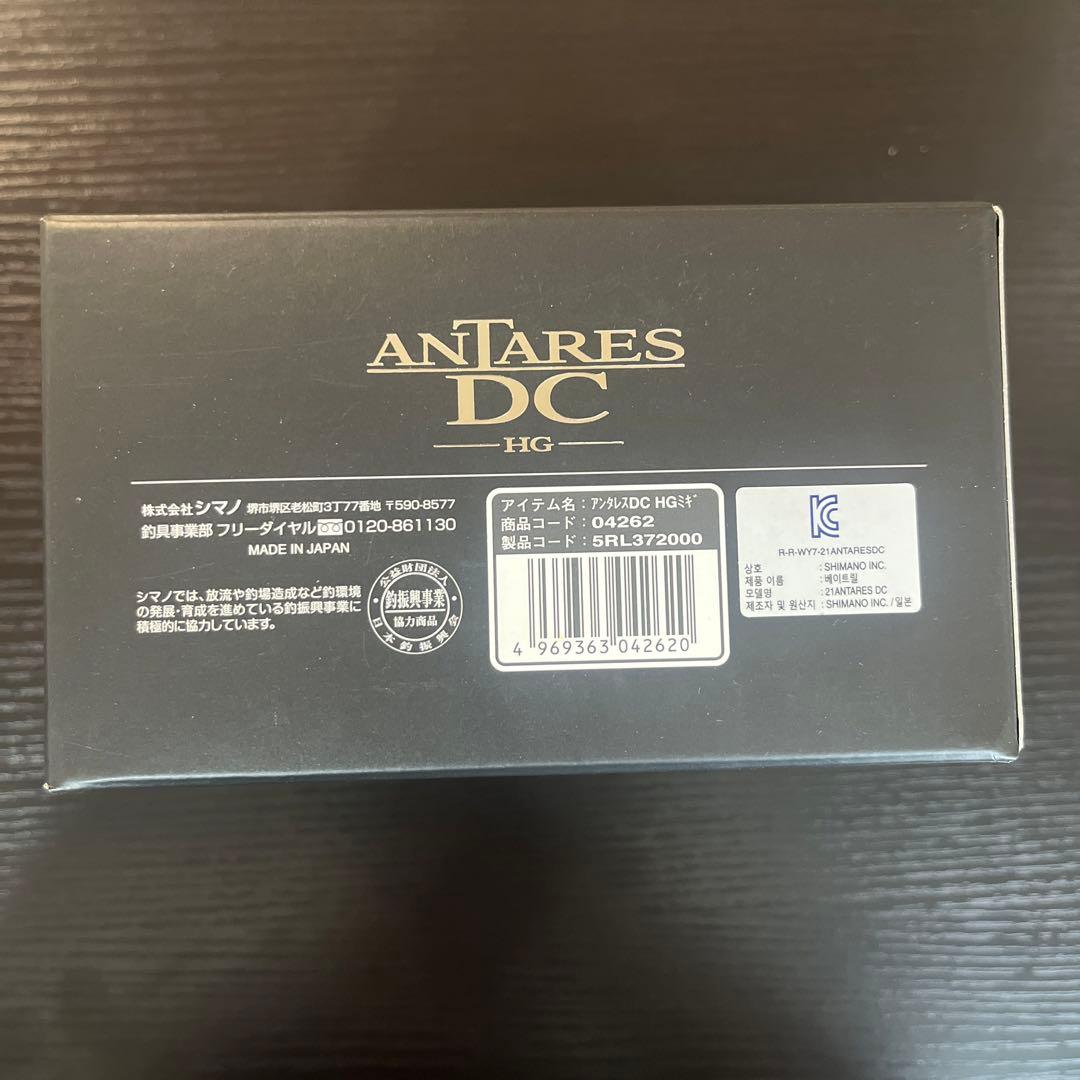 ANTARES
DC
HG
株式会社 シマノ 堺市堺区老松町3丁77番地 〒590-8577
釣具事業部 フリーダイヤル 0120-861130
MADE IN JAPAN
シマノでは、放流や釣場造成など釣環境
の発展・育成を進めている釣振興事業に
積極的に協力しています。
公益財団法人
釣振興事業
協力商品
日本釣振興会
アイテム名：ｱﾝﾀﾚｽDC HGﾐｷﾞ
商品コード：04262
製品コード：5RL372000
4 969363 042620
R-R-WY7-21ANTARESDC
상호 : SHIMANO INC.
제품 이름 : 베이트릴
모델명 : 21ANTARES DC
제조자 및 원산지 : SHIMANO INC. / 일본